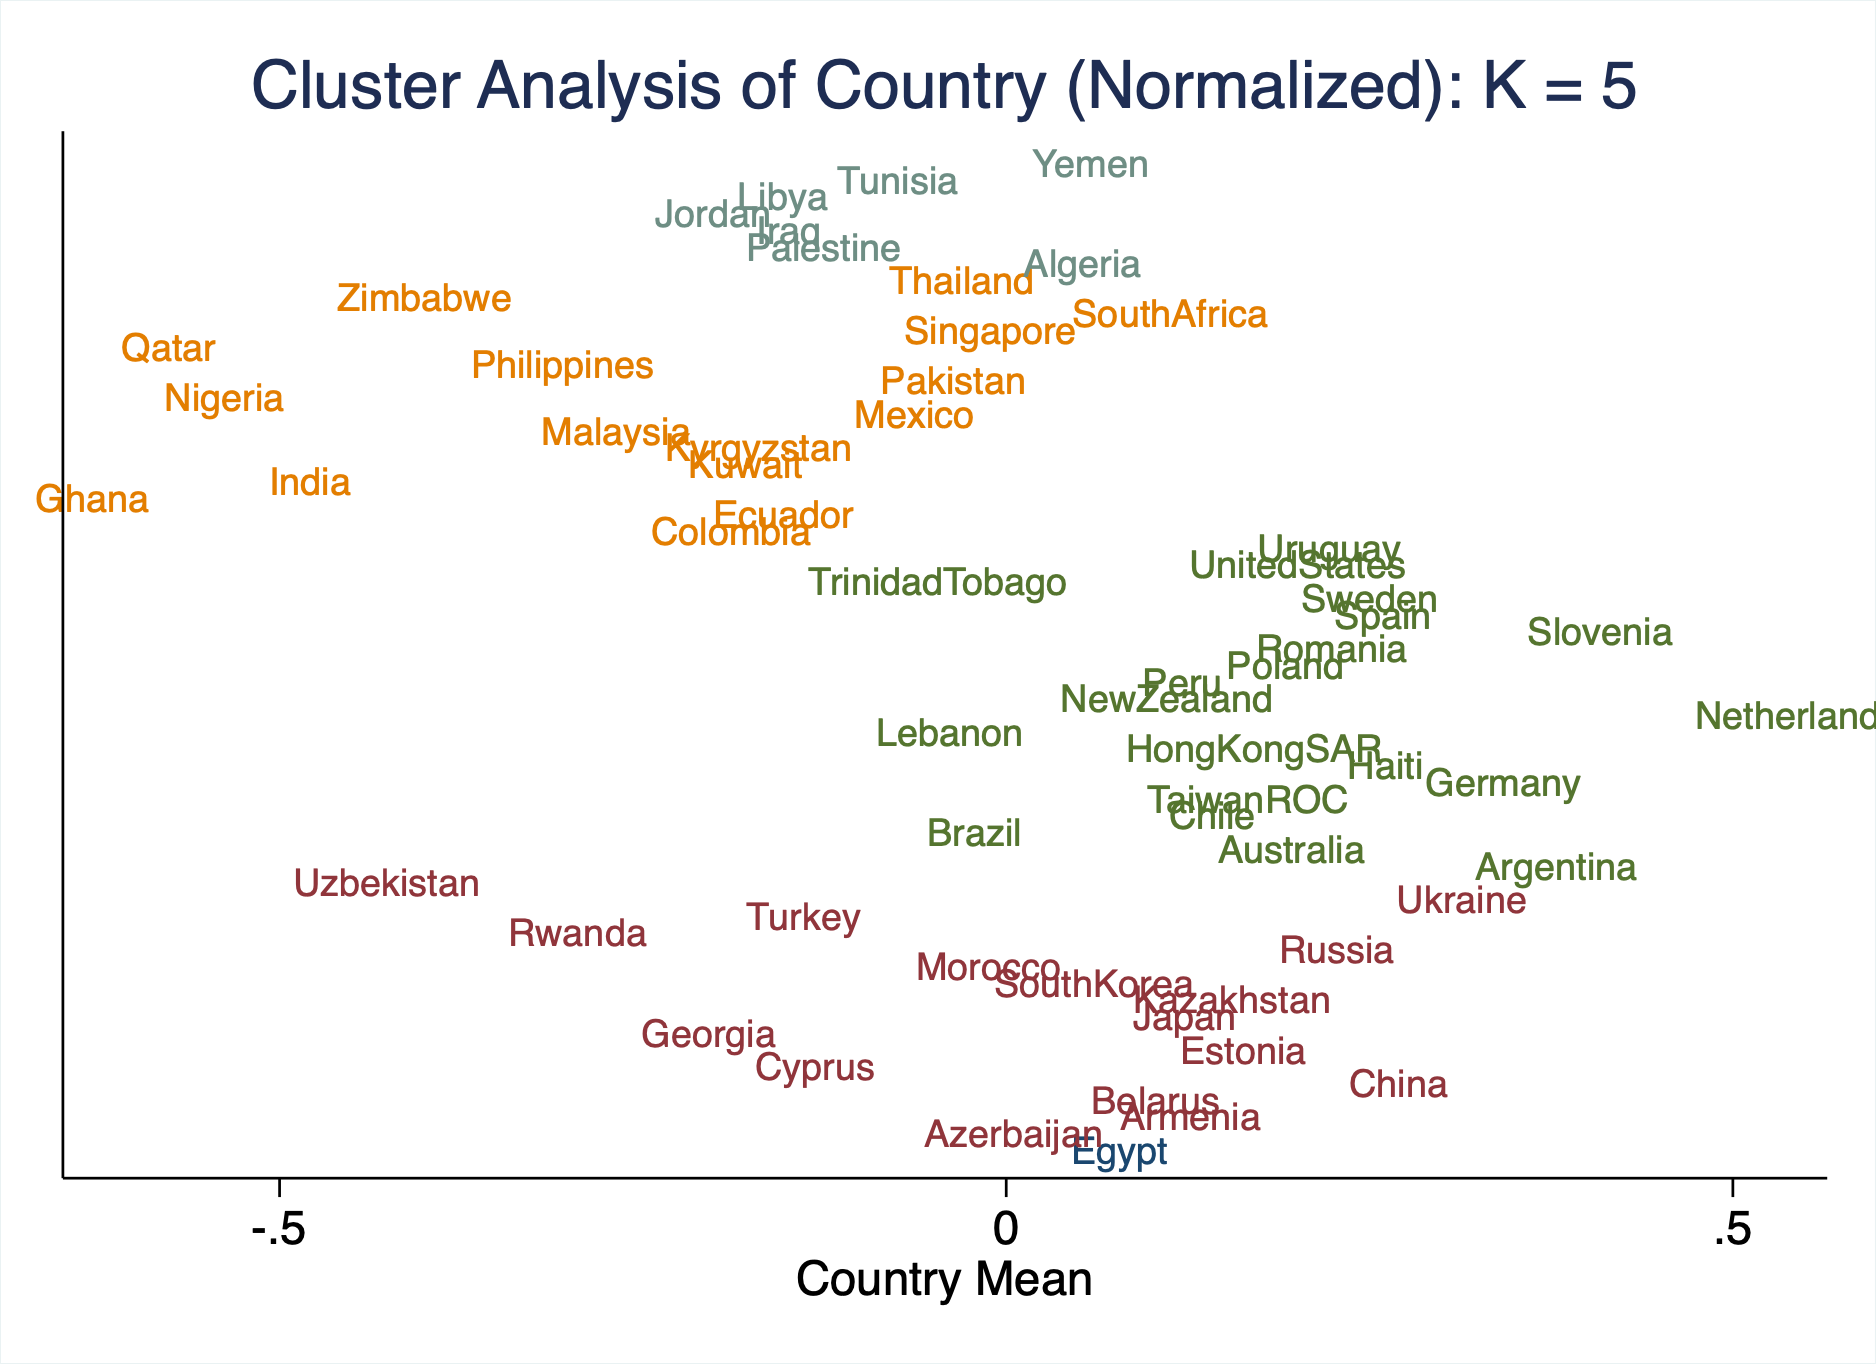 Cluster Analysis of Country (Normalized): K = 5
Yemen
Tunisia
Libya
Jordan
Iraq
Palestine
Algeria
Thailand
Zimbabwe
SouthAfrica
Singapore
Qatar
Philippines
Pakistan
Nigeria
Mexico
Malaysia
Kyrgyzstan
Kuwait
India
Ghana
Ecuador
Colombia
Uruguay
UnitedStates
TrinidadTobago
Sweden
Spain
Slovenia
Romania
Poland
Peru
NewZealand
Netherland
Lebanon
HongKongSAR
Haiti
Germany
TaiwanROC
Chile
Brazil
Australia
Argentina
Uzbekistan
Ukraine
Turkey
Rwanda
Russia
Morocco
SouthKorea
Kazakhstan
Japan
Georgia
Estonia
Cyprus
China
Belarus
Armenia
Azerbaijan
Egypt
-.5 0 .5
Country Mean